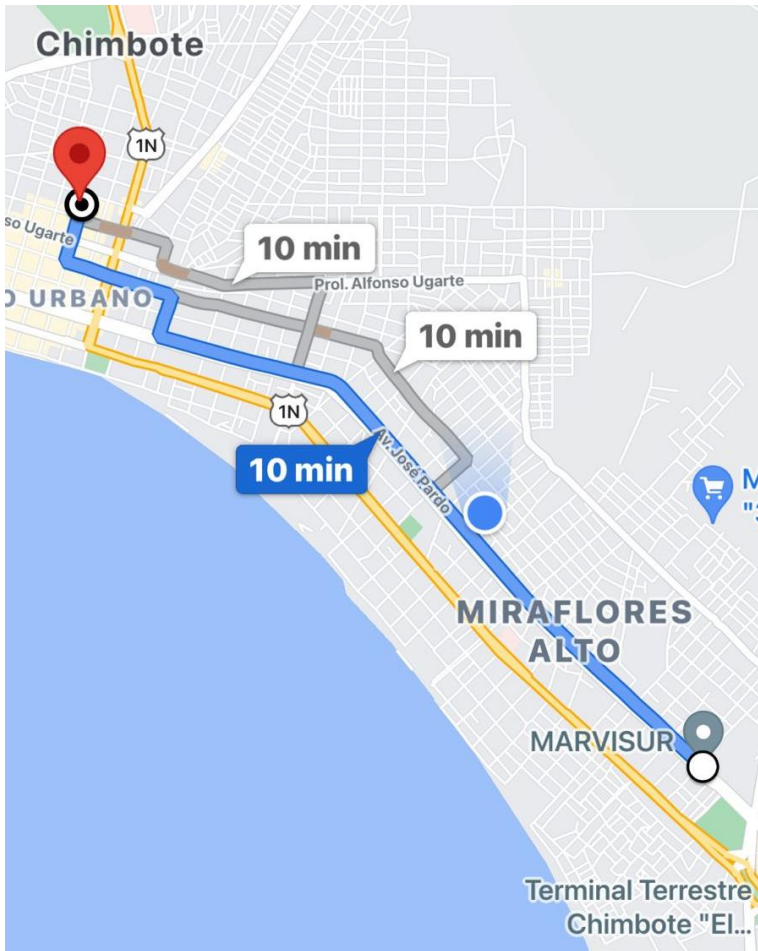 Chimbote
1N
so Ugarte
10 min
Prol. Alfonso Ugarte
O URBANO
10 min
1N
Av. José Pardo
10 min
M
"3
MIRAFLORES
ALTO
MARVISUR
Terminal Terrestre
Chimbote "El...